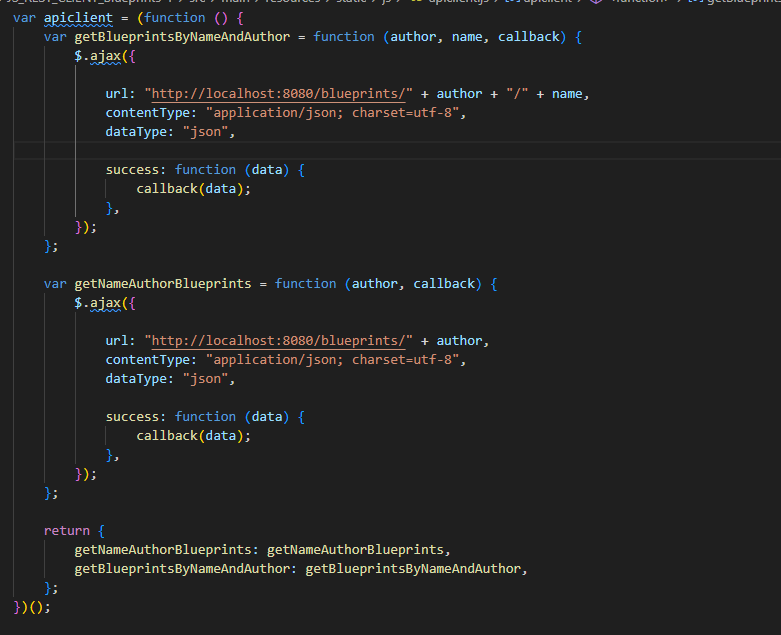 var apiclient = (function () {
var getBlueprintsByNameAndAuthor = function (author, name, callback) {
$.ajax({
url: "http://localhost:8080/blueprints/" + author + "/" + name,
contentType: "application/json; charset=utf-8",
dataType: "json",
success: function (data) {
callback(data);
},
});
};
var getNameAuthorBlueprints = function (author, callback) {
$.ajax({
url: "http://localhost:8080/blueprints/" + author,
contentType: "application/json; charset=utf-8",
dataType: "json",
success: function (data) {
callback(data);
},
});
};
return {
getNameAuthorBlueprints: getNameAuthorBlueprints,
getBlueprintsByNameAndAuthor: getBlueprintsByNameAndAuthor,
};
})();